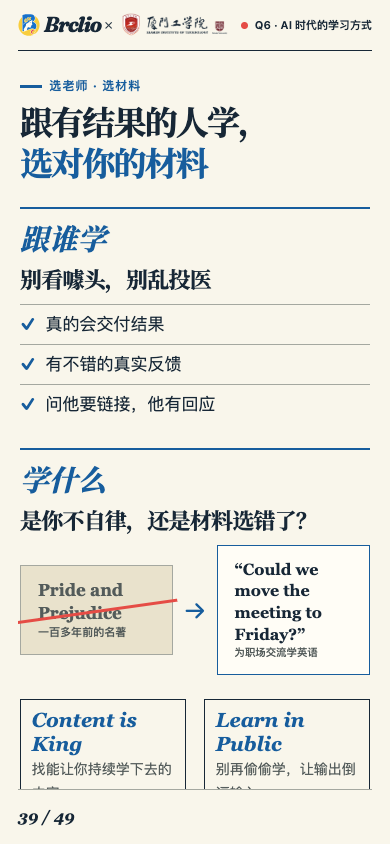 Brclio × 厦门工学院
XIAMEN INSTITUTE OF TECHNOLOGY
Q6 · AI 时代的学习方式
选老师 · 选材料
跟有结果的人学，
选对你的材料
跟谁学
别看噱头，别乱投医
真的会交付结果
有不错的真实反馈
问他要链接，他有回应
学什么
是你不自律，还是材料选错了？
Pride and
Prejudice
一百多年前的名著
“Could we
move the
meeting to
Friday?”
为职场交流学英语
Content is
King
找能让你持续学下去的
Learn in
Public
别再偷偷学，让输出倒
39 / 49